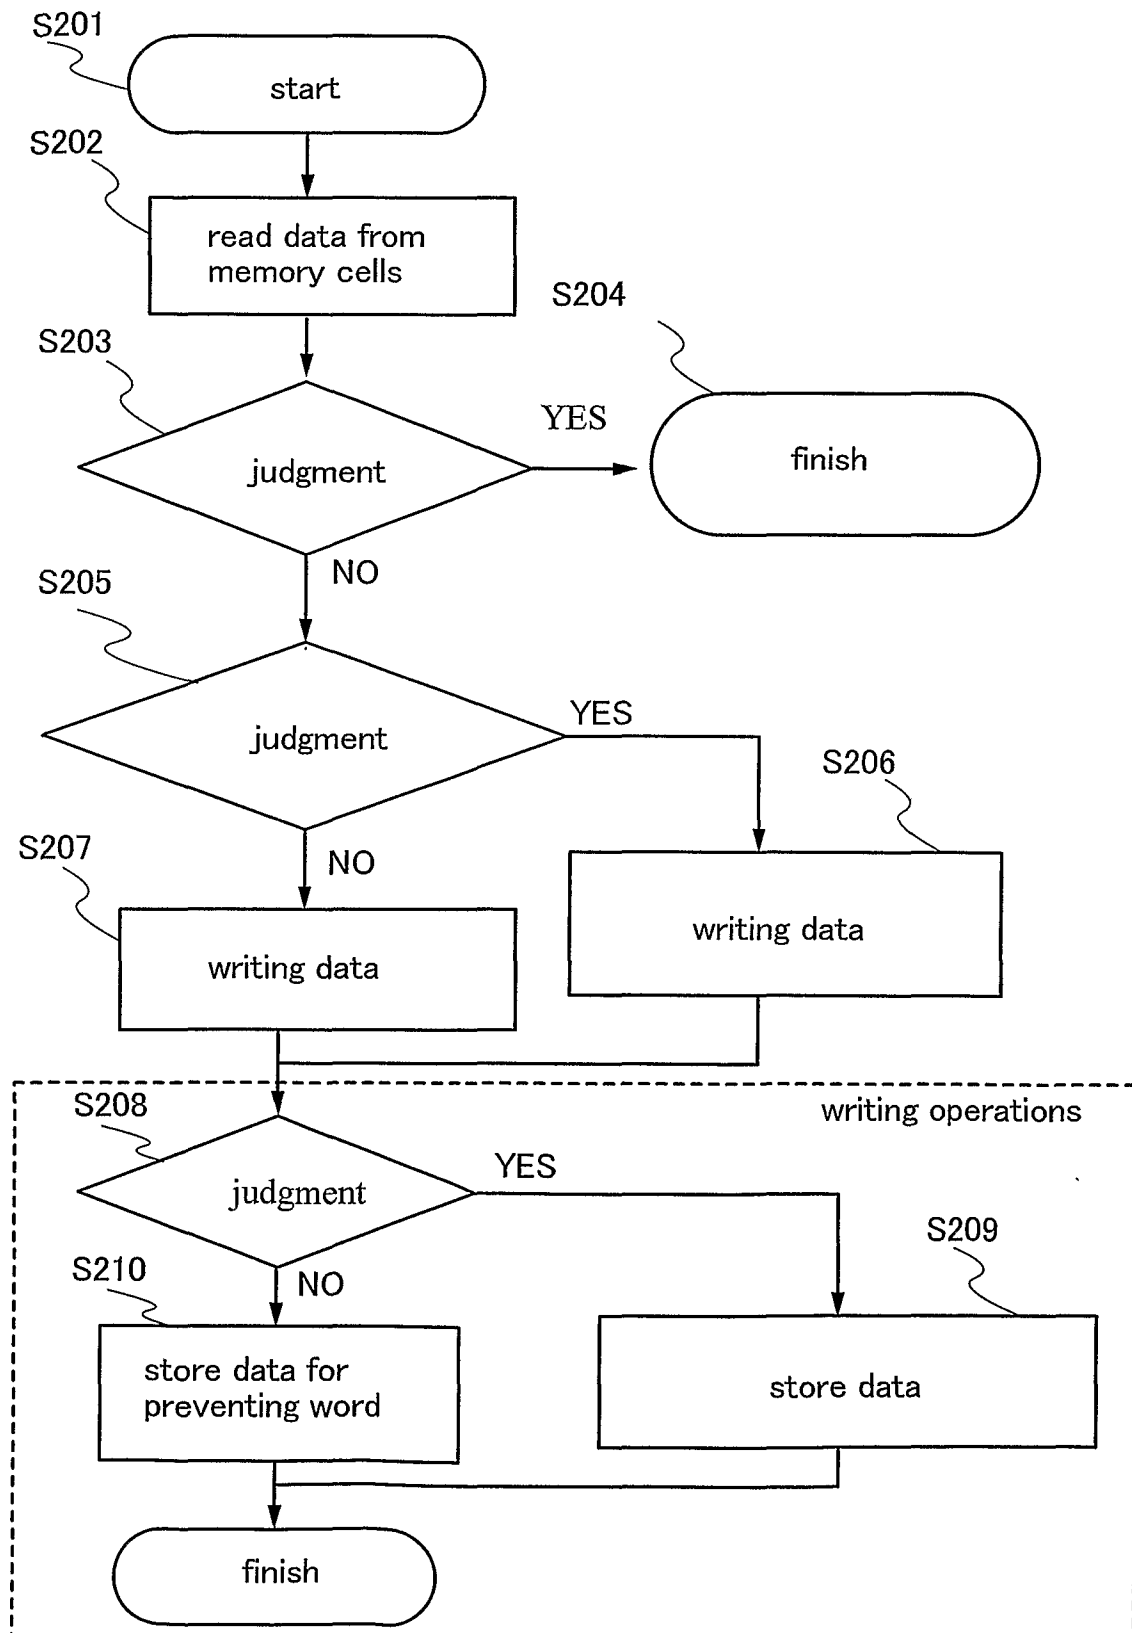 S201
start
S202
read data from
memory cells
S204
S203
YES
judgment
finish
NO
S205
YES
judgment
S206
S207
NO
writing data
writing data
S208
writing operations
YES
judgment
S209
S210
NO
store data for
preventing word
store data
finish